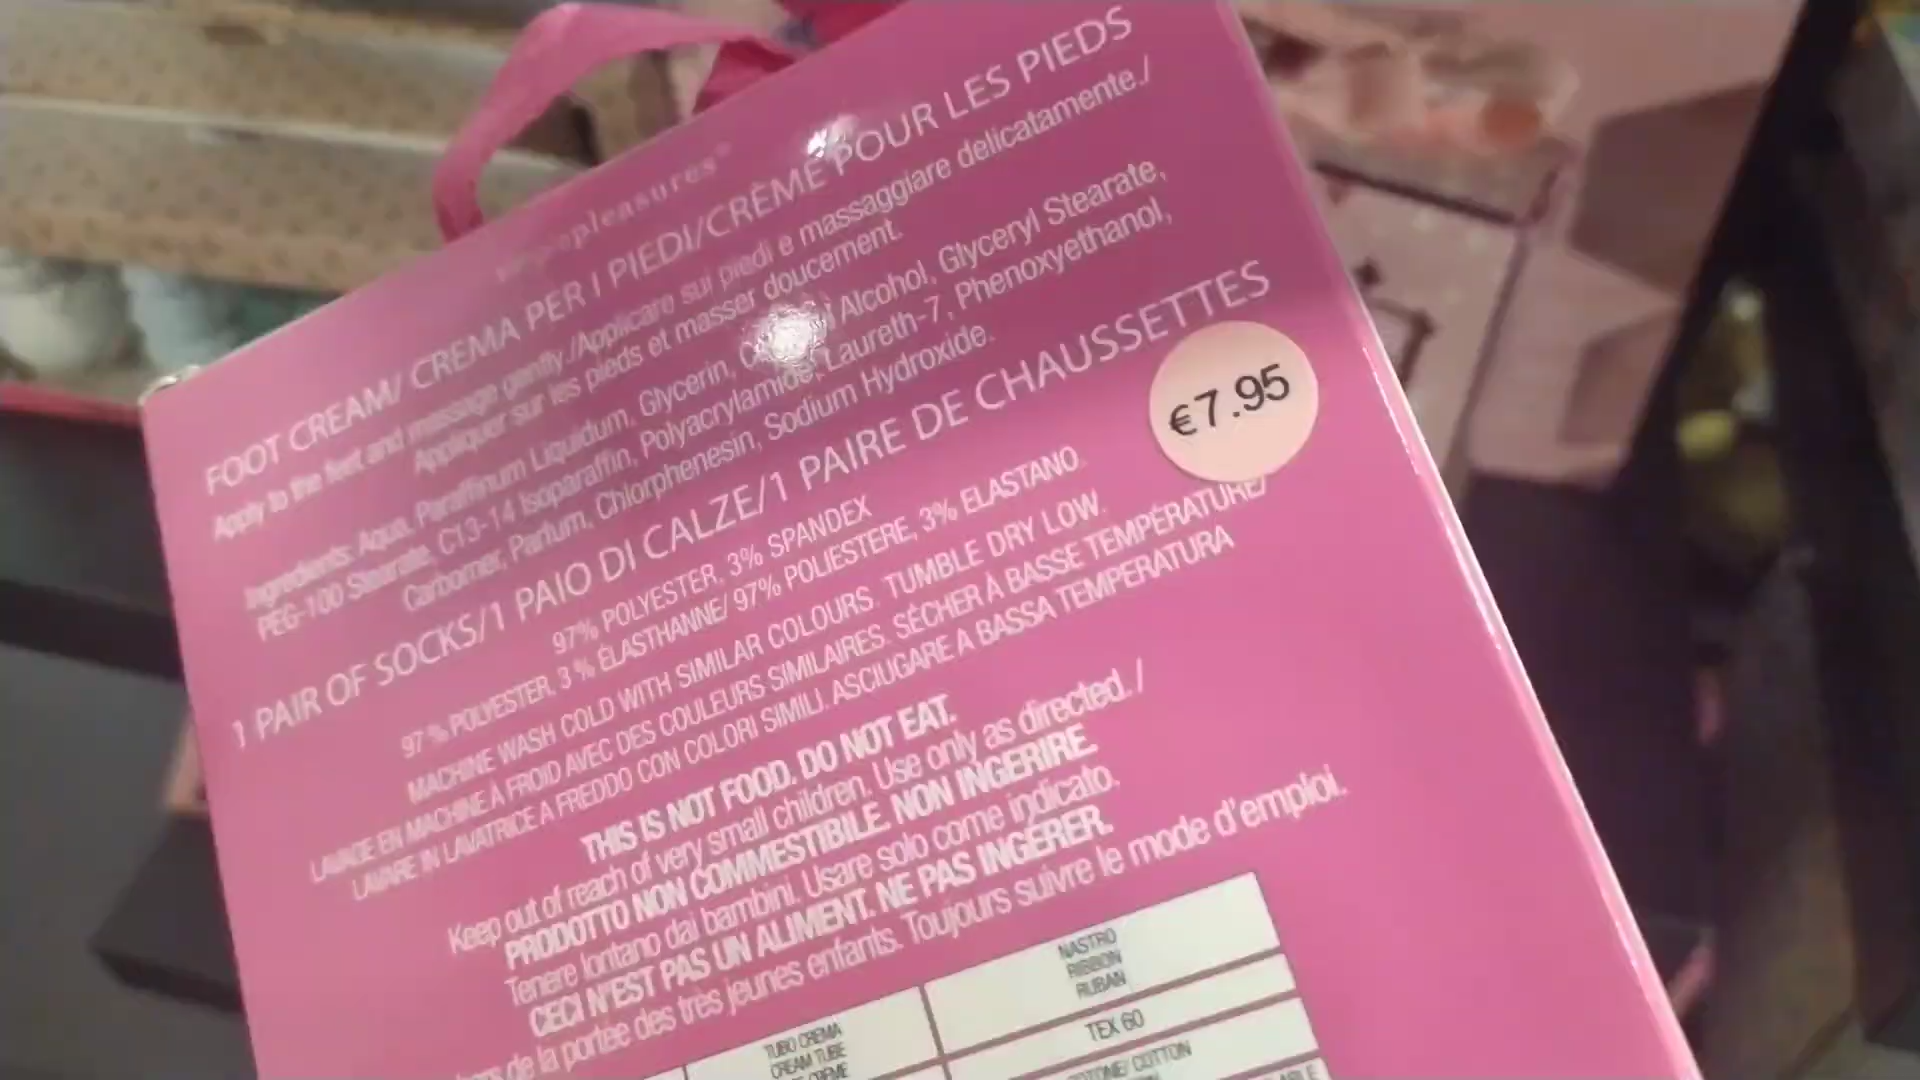 FOOT CREAM/ CREMA PER I PIEDI/CRÈME POUR LES PIEDS
Apply to the feet and massage gently./Applicare sui piedi e massaggiare delicatamente./
Appliquer sur les pieds et masser doucement.
Ingredients: Aqua, Paraffinum Liquidum, Glycerin, Alcohol, Glyceryl Stearate,
PEG-100 Stearate, C13-14 Isoparaffin, Polyacrylamide, Laureth-7, Phenoxyethanol,
Carbomer, Parfum, Chlorphenesin, Sodium Hydroxide.
1 PAIR OF SOCKS/1 PAIO DI CALZE/1 PAIRE DE CHAUSSETTES
€7.95
97% POLYESTER, 3% SPANDEX
97 % POLYESTER, 3 % ÉLASTHANNE/ 97% POLIESTERE, 3% ELASTANO
MACHINE WASH COLD WITH SIMILAR COLOURS. TUMBLE DRY LOW.
LAVAGE EN MACHINE À FROID AVEC DES COULEURS SIMILAIRES. SÉCHER À BASSE TEMPÉRATURE/
LAVARE IN LAVATRICE A FREDDO CON COLORI SIMILI. ASCIUGARE A BASSA TEMPERATURA
THIS IS NOT FOOD. DO NOT EAT.
Keep out of reach of very small children. Use only as directed./
PRODOTTO NON COMMESTIBILE. NON INGERIRE.
Tenere lontano dai bambini. Usare solo come indicato.
CECI N'EST PAS UN ALIMENT. NE PAS INGÉRER.
de la portée des très jeunes enfants. Toujours suivre le mode d'emploi.
NASTRO
RIBBON
RUBAN
TUBO CREMA
CREAM TUBE
CRÈME
TEX 60
COTTON